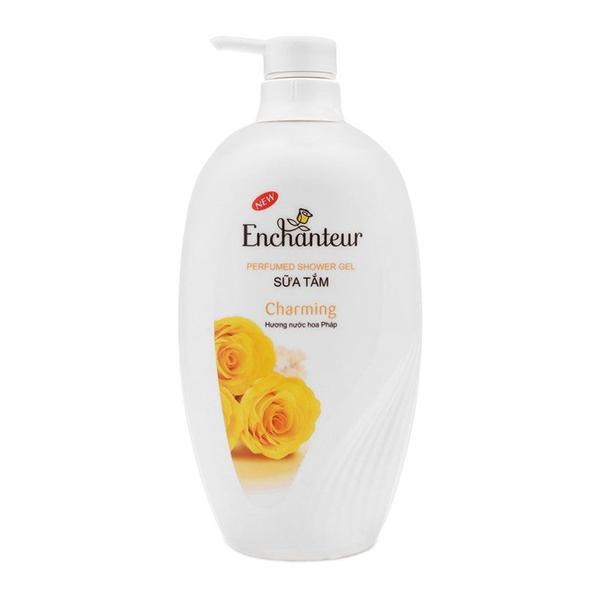 NEW
Enchanteur
PERFUMED SHOWER GEL
SỮA TẮM
Charming
Hương nước hoa Pháp